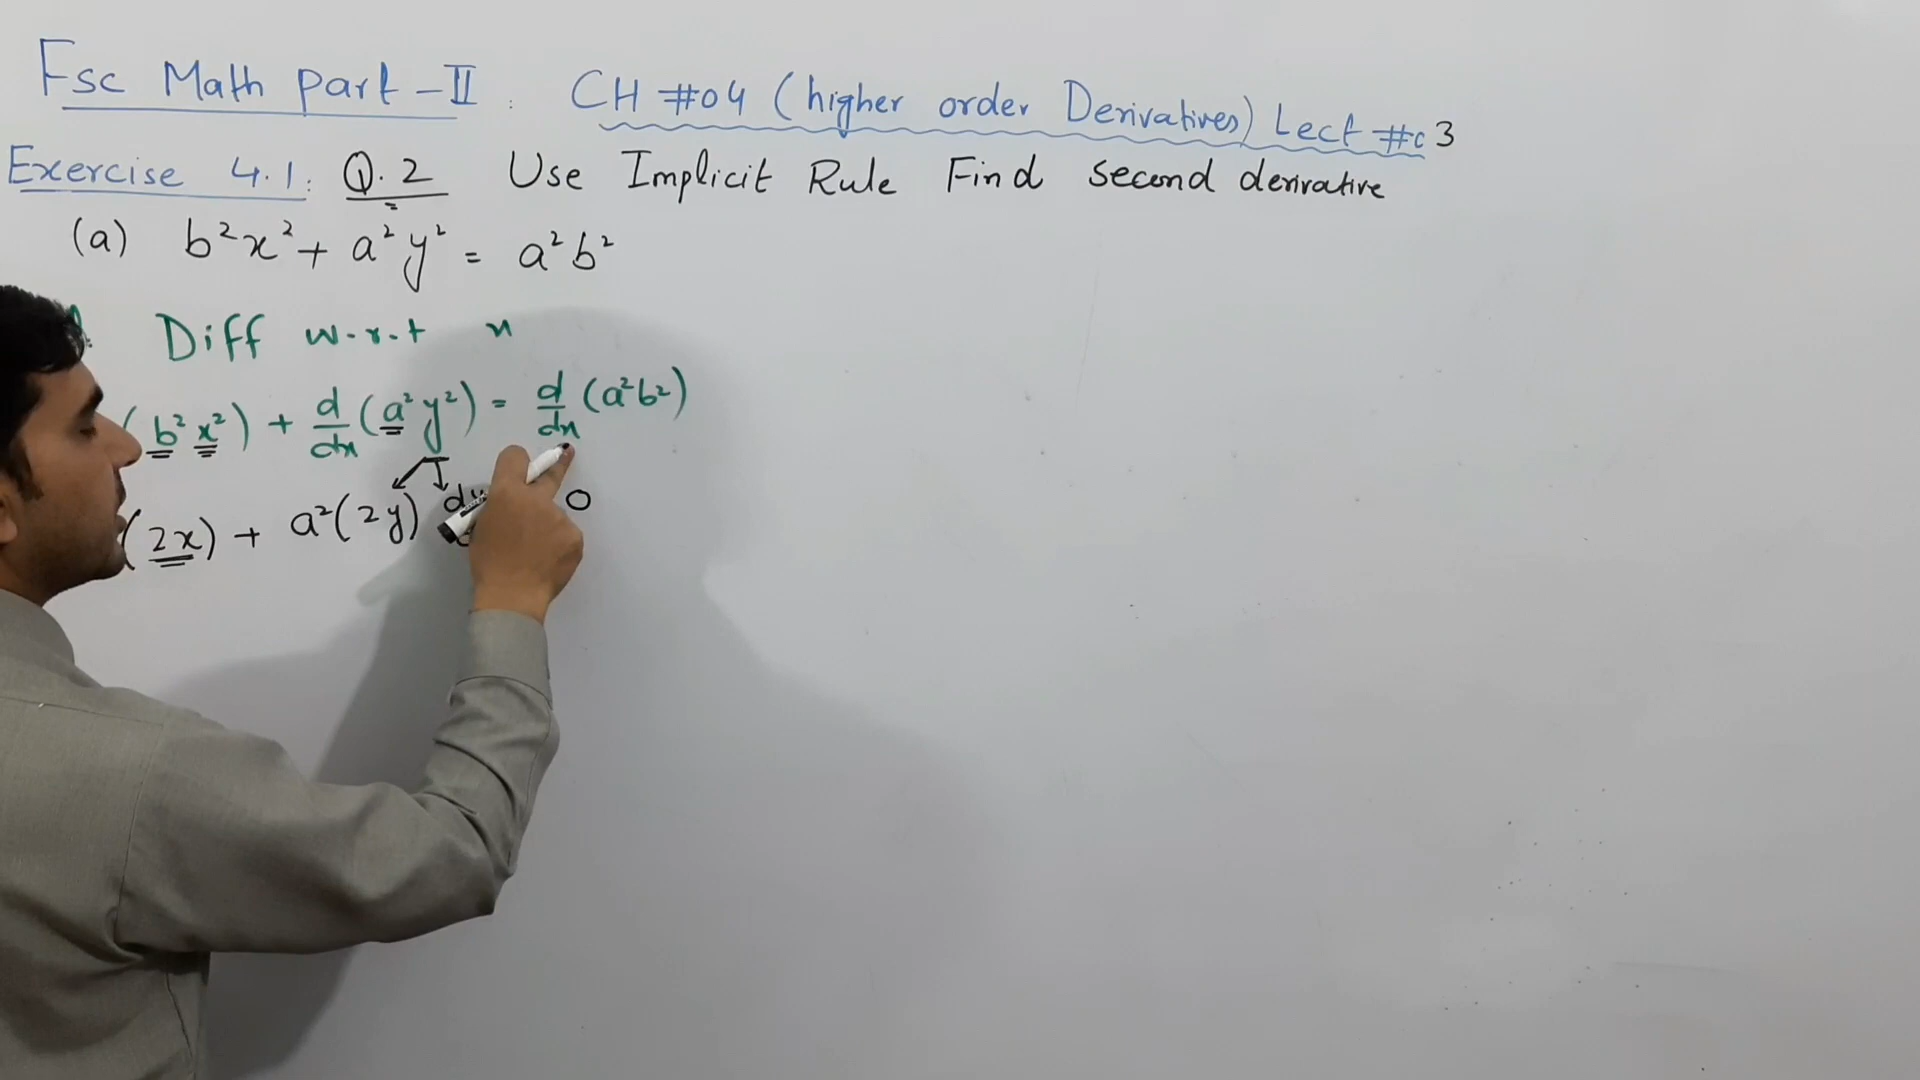 Fsc Math part-II : CH #04 (higher order Derivatives) Lect #03
Exercise 4.1: Q.2 Use Implicit Rule Find second derivative
(a) b²x² + a²y² = a²b²
Diff w.r.t x
(b²x²) + d/dx (a²y²) = d/dx (a²b²)
(2x) + a²(2y) dy 0